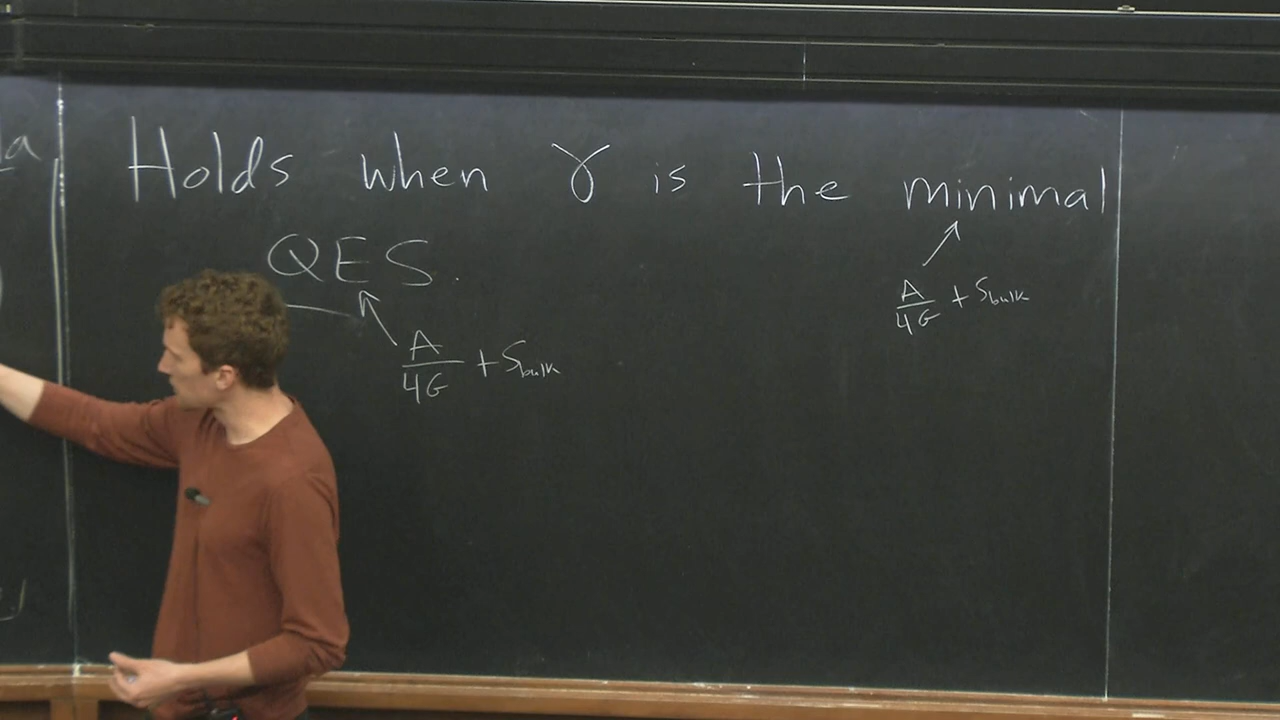 Holds when γ is the minimal
QES.
A/4G + S_bulk
A/4G + S_bulk